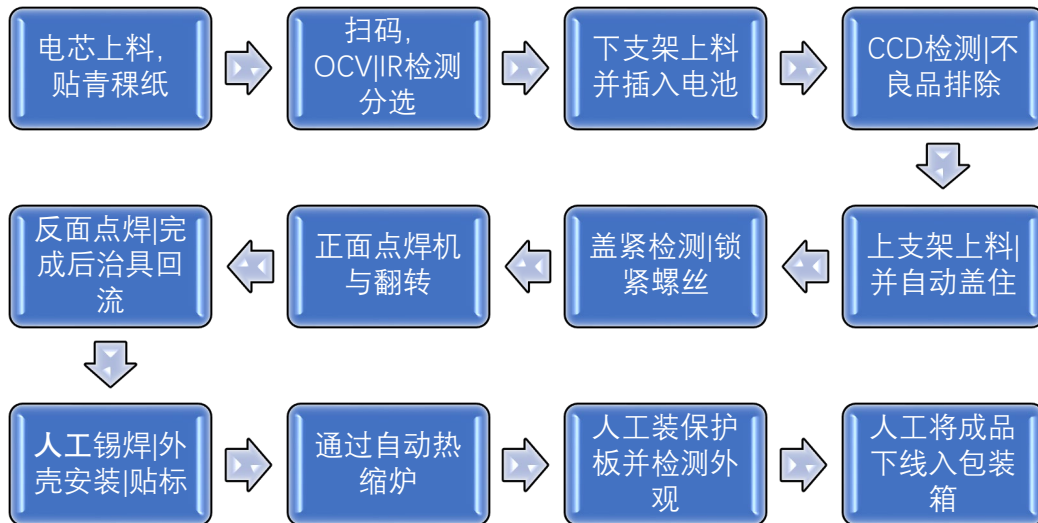 电芯上料，
贴青稞纸
扫码，
OCV|IR检测
分选
下支架上料
并插入电池
CCD检测|不
良品排除
上支架上料|
并自动盖住
盖紧检测|锁
紧螺丝
正面点焊机
与翻转
反面点焊|完
成后治具回
流
人工锡焊|外
壳安装|贴标
通过自动热
缩炉
人工装保护
板并检测外
观
人工将成品
下线入包装
箱